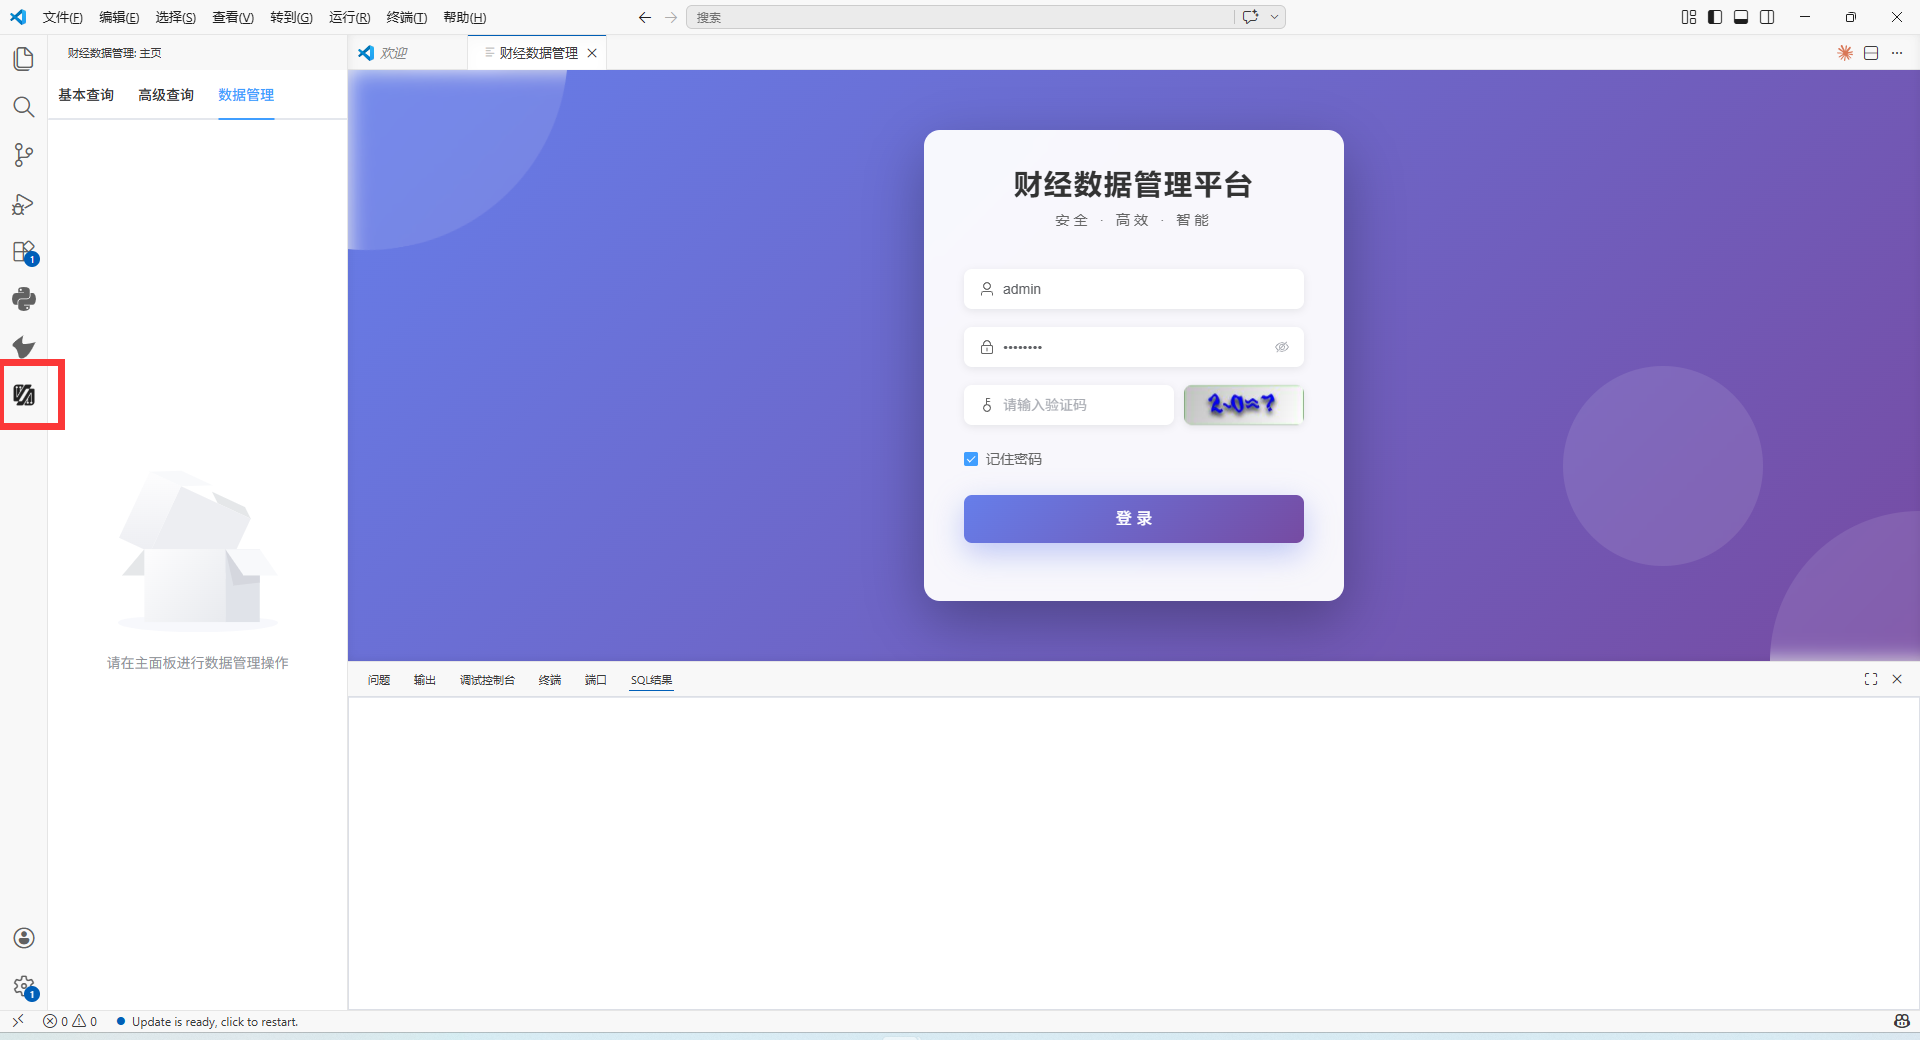 文件(F) 编辑(E) 选择(S) 查看(V) 转到(G) 运行(R) 终端(T) 帮助(H) 搜索
财经数据管理: 主页
欢迎 财经数据管理
基本查询 高级查询 数据管理
财经数据管理平台
安全 · 高效 · 智能
admin
••••••••
请输入验证码
2-0=?
记住密码
登录
请在主面板进行数据管理操作
问题 输出 调试控制台 终端 端口 SQL结果
1
1
0 0 Update is ready, click to restart.